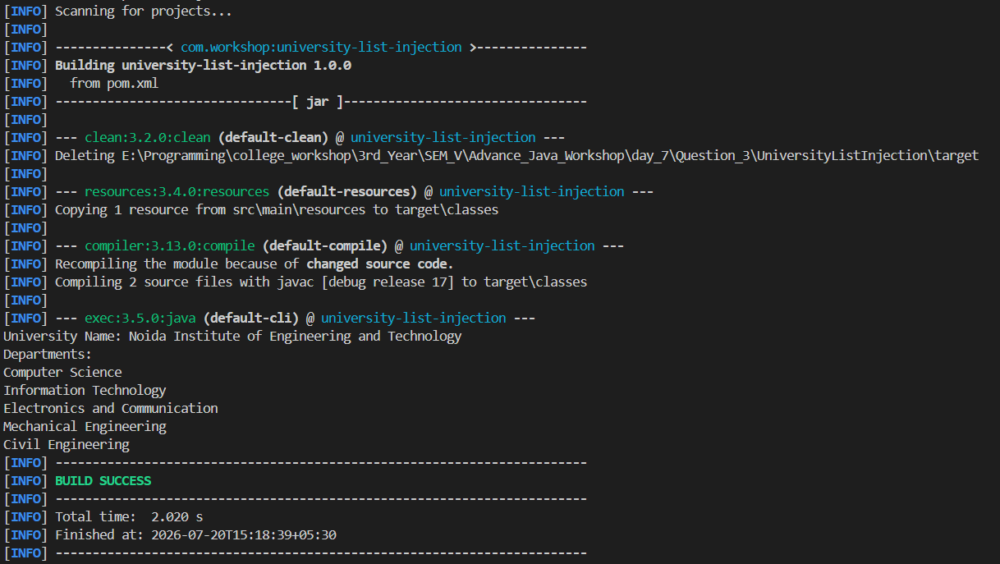 [INFO] Scanning for projects...
[INFO]
[INFO] ---------------< com.workshop:university-list-injection >---------------
[INFO] Building university-list-injection 1.0.0
[INFO]   from pom.xml
[INFO] --------------------------------[ jar ]---------------------------------
[INFO]
[INFO] --- clean:3.2.0:clean (default-clean) @ university-list-injection ---
[INFO] Deleting E:\Programming\college_workshop\3rd_Year\SEM_V\Advance_Java_Workshop\day_7\Question_3\UniversityListInjection\target
[INFO]
[INFO] --- resources:3.4.0:resources (default-resources) @ university-list-injection ---
[INFO] Copying 1 resource from src\main\resources to target\classes
[INFO]
[INFO] --- compiler:3.13.0:compile (default-compile) @ university-list-injection ---
[INFO] Recompiling the module because of changed source code.
[INFO] Compiling 2 source files with javac [debug release 17] to target\classes
[INFO]
[INFO] --- exec:3.5.0:java (default-cli) @ university-list-injection ---
University Name: Noida Institute of Engineering and Technology
Departments:
Computer Science
Information Technology
Electronics and Communication
Mechanical Engineering
Civil Engineering
[INFO] ------------------------------------------------------------------------
[INFO] BUILD SUCCESS
[INFO] ------------------------------------------------------------------------
[INFO] Total time:  2.020 s
[INFO] Finished at: 2026-07-20T15:18:39+05:30
[INFO] ------------------------------------------------------------------------